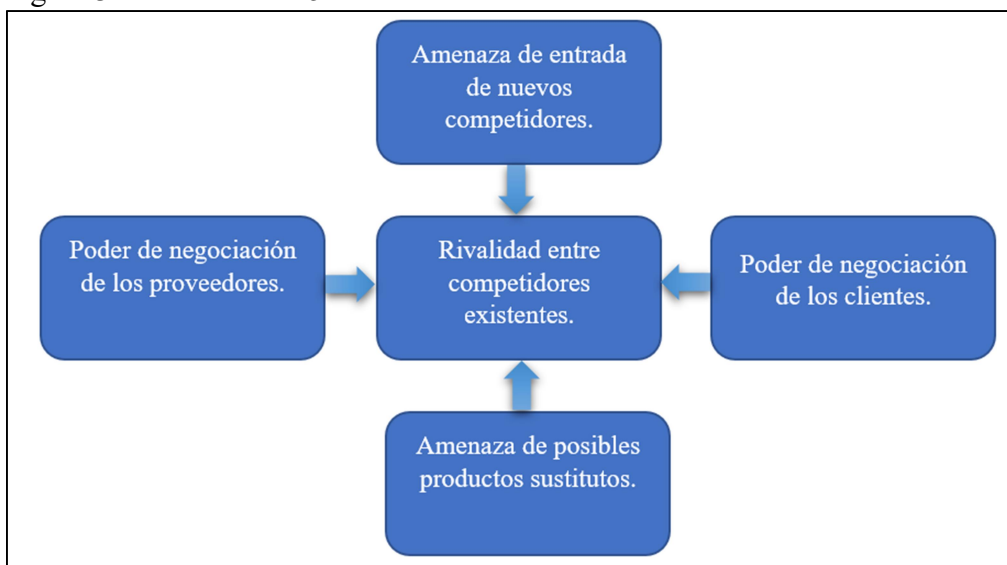 Amenaza de entrada
de nuevos
competidores.
Poder de negociación
de los proveedores.
Rivalidad entre
competidores
existentes.
Poder de negociación
de los clientes.
Amenaza de posibles
productos sustitutos.